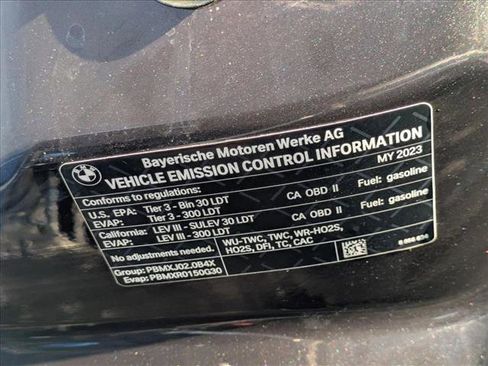 BMW
Bayerische Motoren Werke AG
VEHICLE EMISSION CONTROL INFORMATION
Conforms to regulations: MY 2023
U.S. EPA: Tier 3 - Bin 30 LDT CA OBD II Fuel: gasoline
EVAP: Tier 3 - 300 LDT
California: LEV III - SULEV 30 LDT CA OBD II Fuel: gasoline
EVAP: LEV III - 300 LDT
No adjustments needed. WU-TWC, TWC, WR-HO2S,
HO2S, DFI, TC, CAC
Group: PBMXJ02.0B4X
Evap: PBMXR0150G30